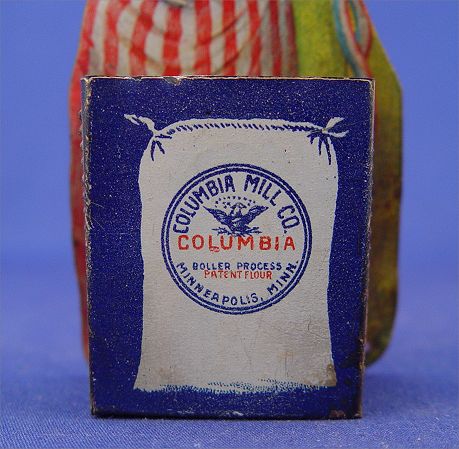 COLUMBIA MILL CO.
COLUMBIA
ROLLER PROCESS
PATENT FLOUR
MINNEAPOLIS, MINN.